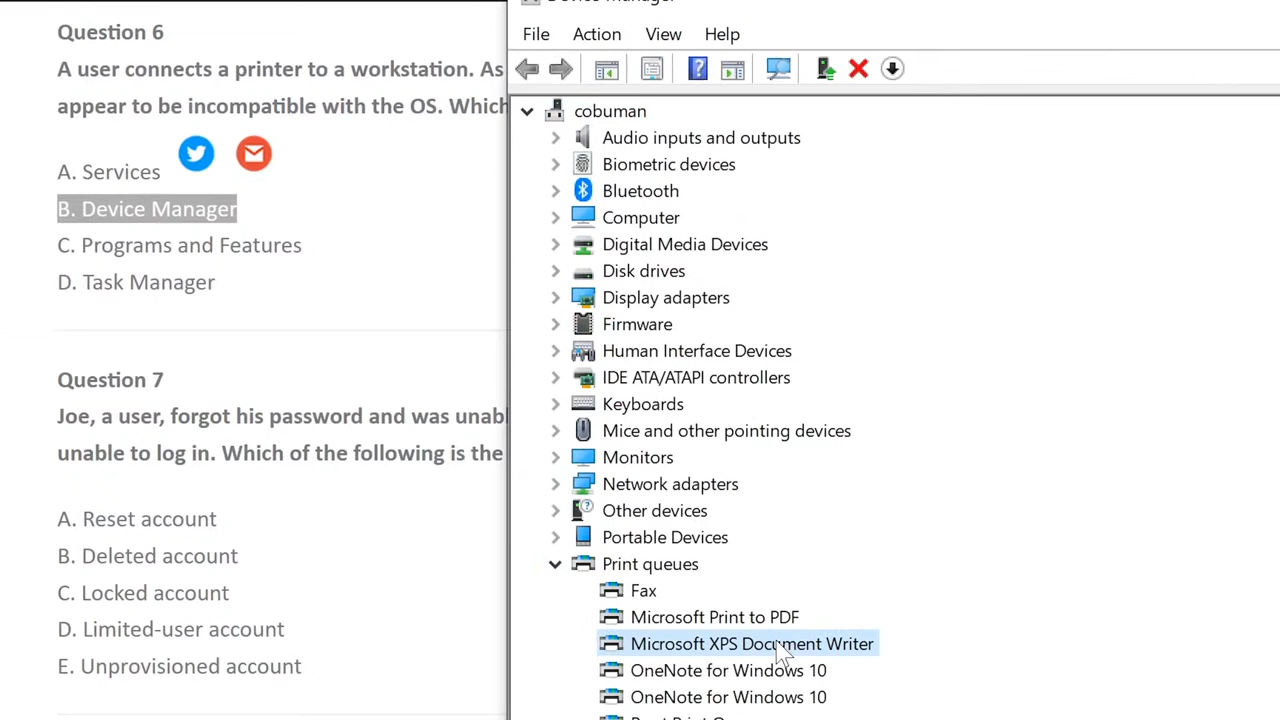 Question 6
A user connects a printer to a workstation. As
appear to be incompatible with the OS. Which
A. Services
B. Device Manager
C. Programs and Features
D. Task Manager
Question 7
Joe, a user, forgot his password and was unabl
unable to log in. Which of the following is the
A. Reset account
B. Deleted account
C. Locked account
D. Limited-user account
E. Unprovisioned account
Device Manager
File Action View Help
cobuman
Audio inputs and outputs
Biometric devices
Bluetooth
Computer
Digital Media Devices
Disk drives
Display adapters
Firmware
Human Interface Devices
IDE ATA/ATAPI controllers
Keyboards
Mice and other pointing devices
Monitors
Network adapters
Other devices
Portable Devices
Print queues
Fax
Microsoft Print to PDF
Microsoft XPS Document Writer
OneNote for Windows 10
OneNote for Windows 10